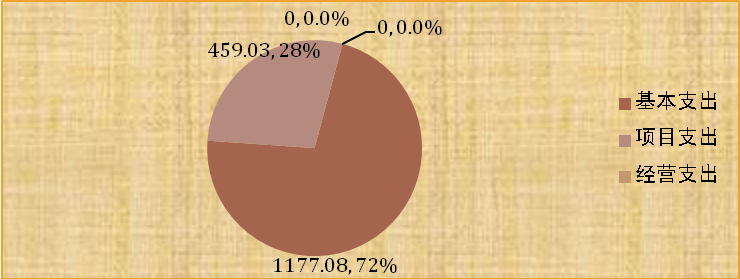 0, 0.0%
0, 0.0%
459.03, 28%
1177.08, 72%
基本支出
项目支出
经营支出